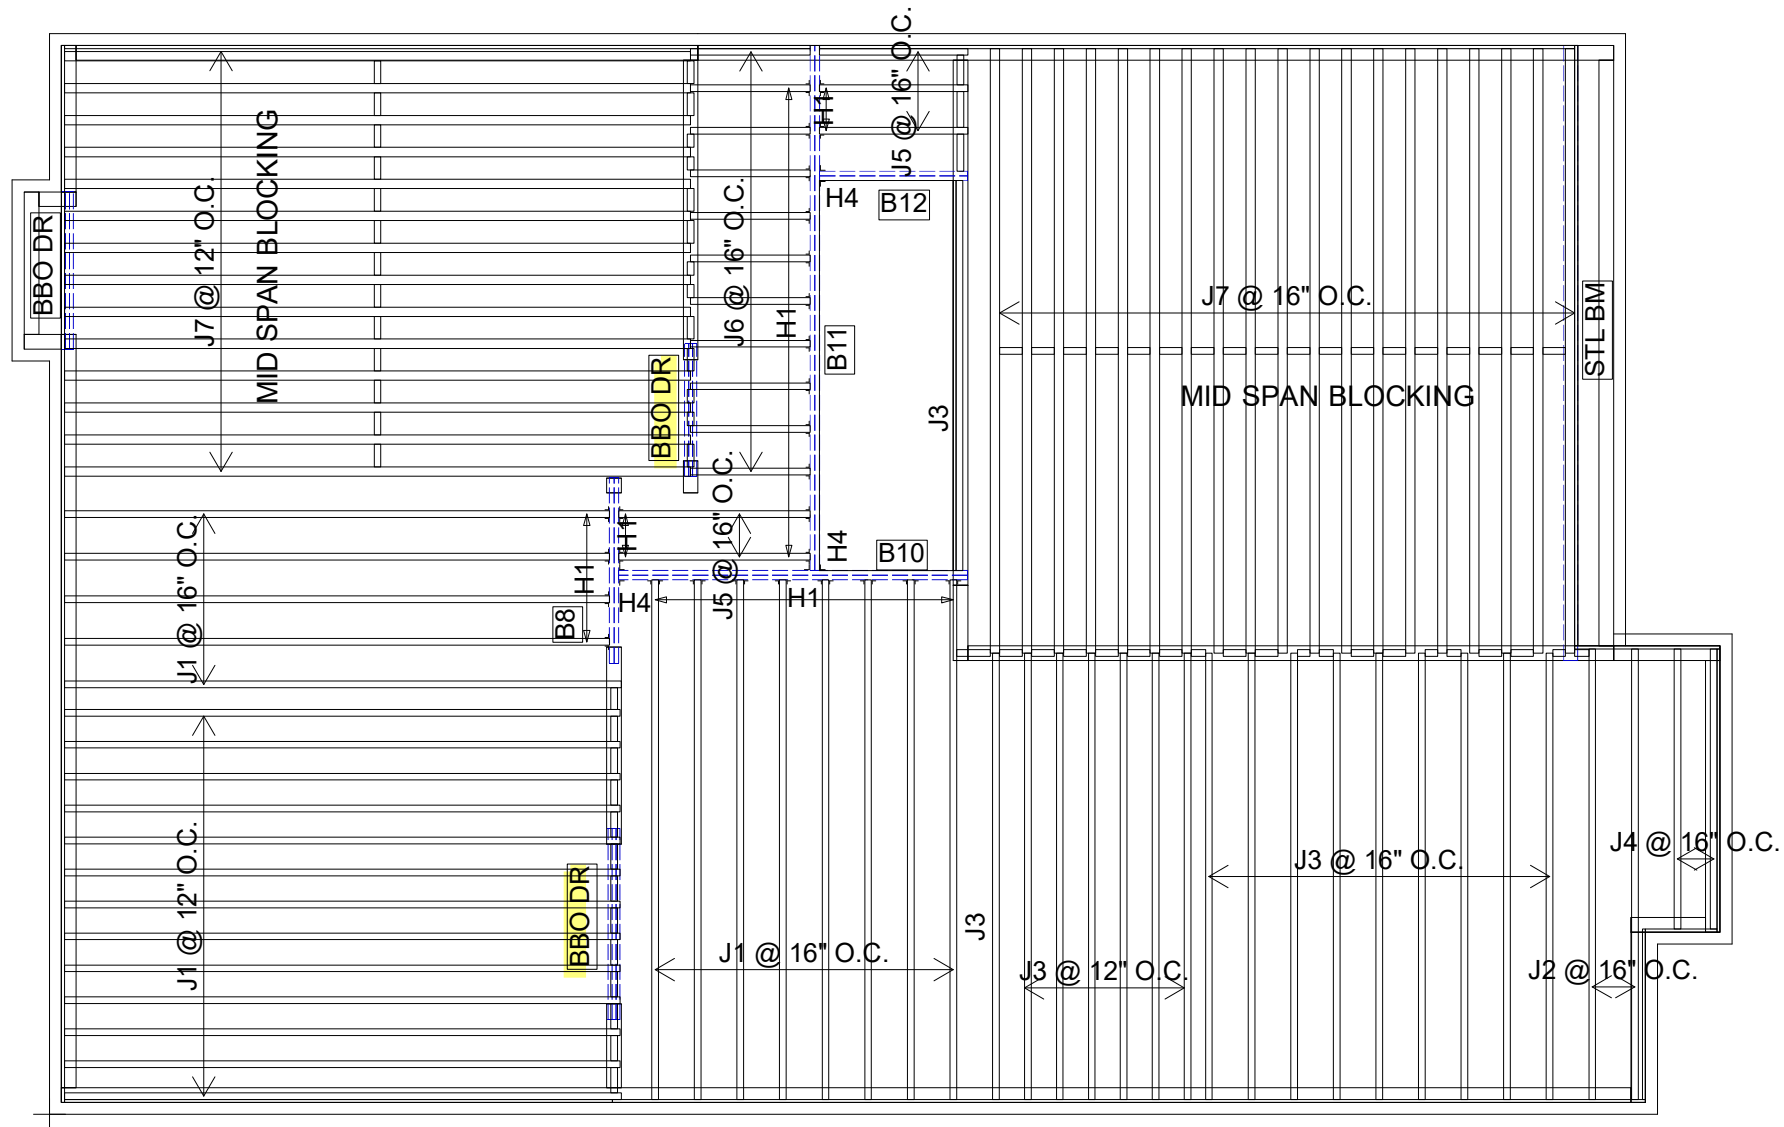 J5 @ 16" O.C.
H1
MID SPAN BLOCKING
J7 @ 12" O.C.
BBO DR
J6 @ 16" O.C.
H1
H4
B12
B11
J7 @ 16" O.C.
MID SPAN BLOCKING
STL BM
BBO DR
J3
J5 @ 16" O.C.
H1
H1
H4
B10
J1 @ 16" O.C.
B8
H4
H1
J1 @ 12" O.C.
BBO DR
J1 @ 16" O.C.
J3
J3 @ 12" O.C.
J3 @ 16" O.C.
J4 @ 16" O.C.
J2 @ 16" O.C.